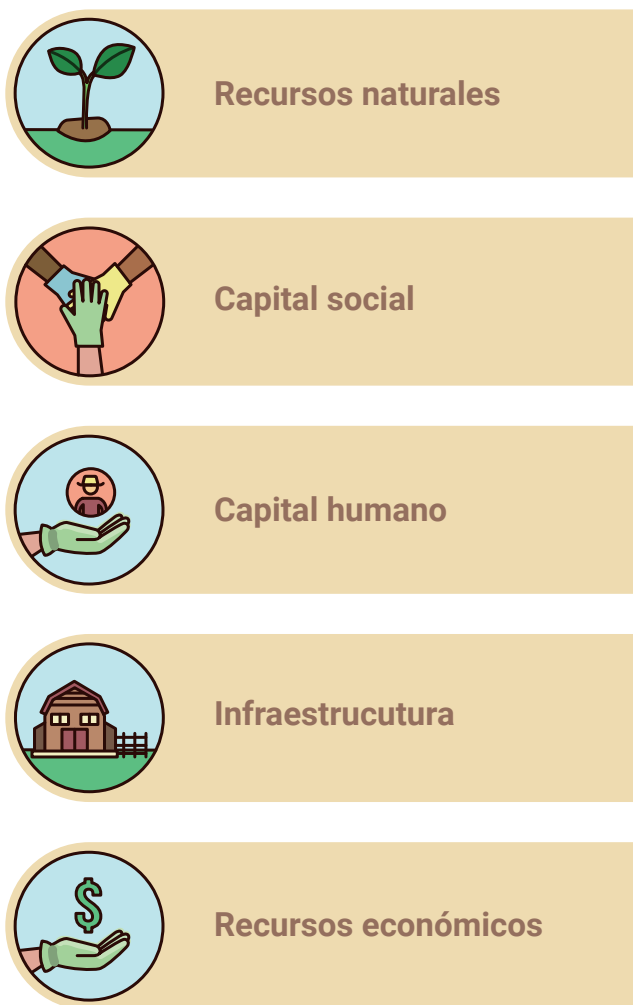 Recursos naturales
Capital social
Capital humano
Infraestrucutura
$
Recursos económicos